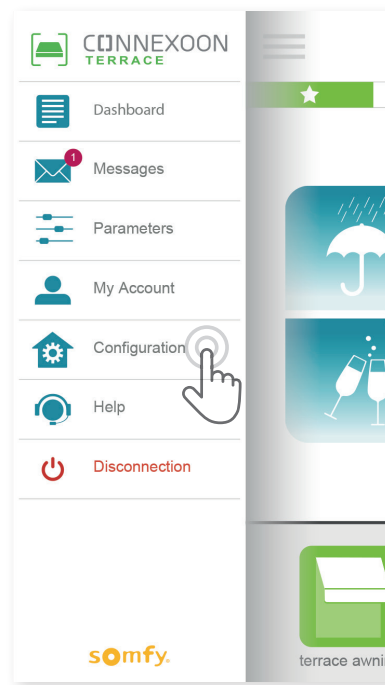 CONNEXOON
TERRACE
Dashboard
1
Messages
Parameters
My Account
Configuration
Help
Disconnection
somfy.
terrace awni